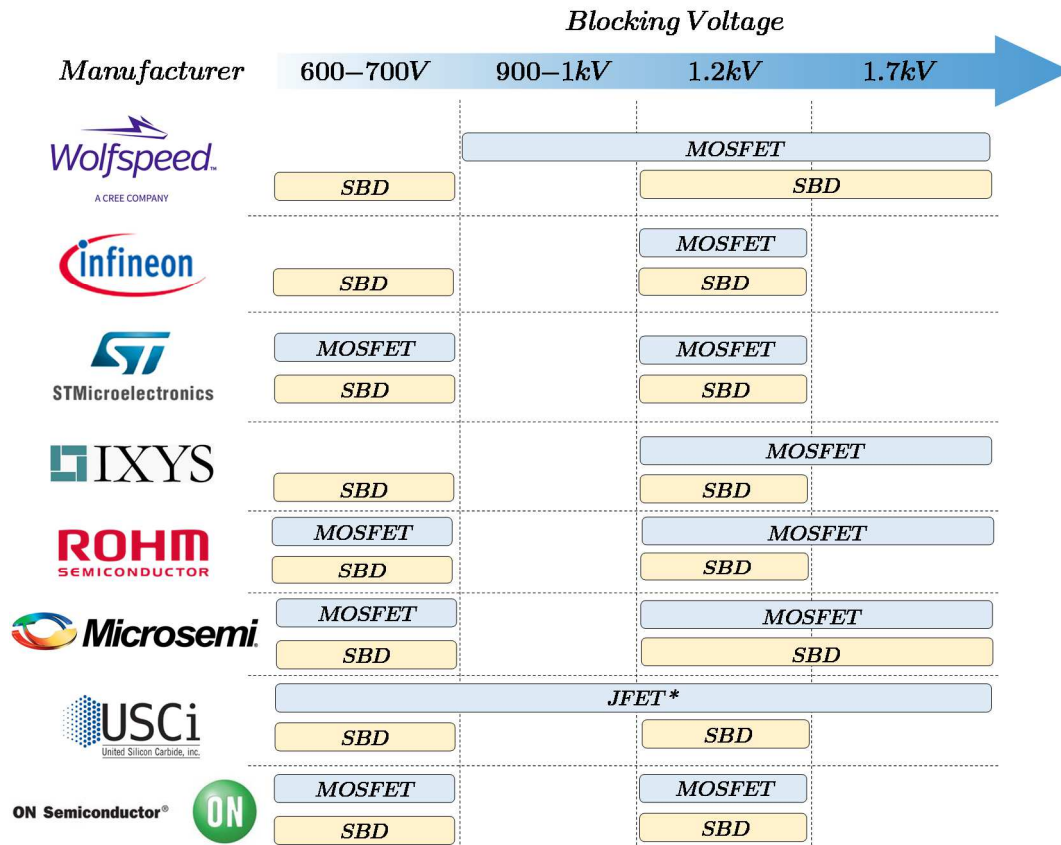 Blocking Voltage
Manufacturer 600–700V 900–1kV 1.2kV 1.7kV
Wolfspeed™
A CREE COMPANY
MOSFET
SBD SBD
infineon
MOSFET
SBD SBD
ST
STMicroelectronics
MOSFET MOSFET
SBD SBD
IXYS
MOSFET
SBD SBD
ROHM
SEMICONDUCTOR
MOSFET MOSFET
SBD SBD
Microsemi®
MOSFET MOSFET
SBD SBD
USCi
United Silicon Carbide, inc.
JFET*
SBD SBD
ON Semiconductor® ON
MOSFET MOSFET
SBD SBD